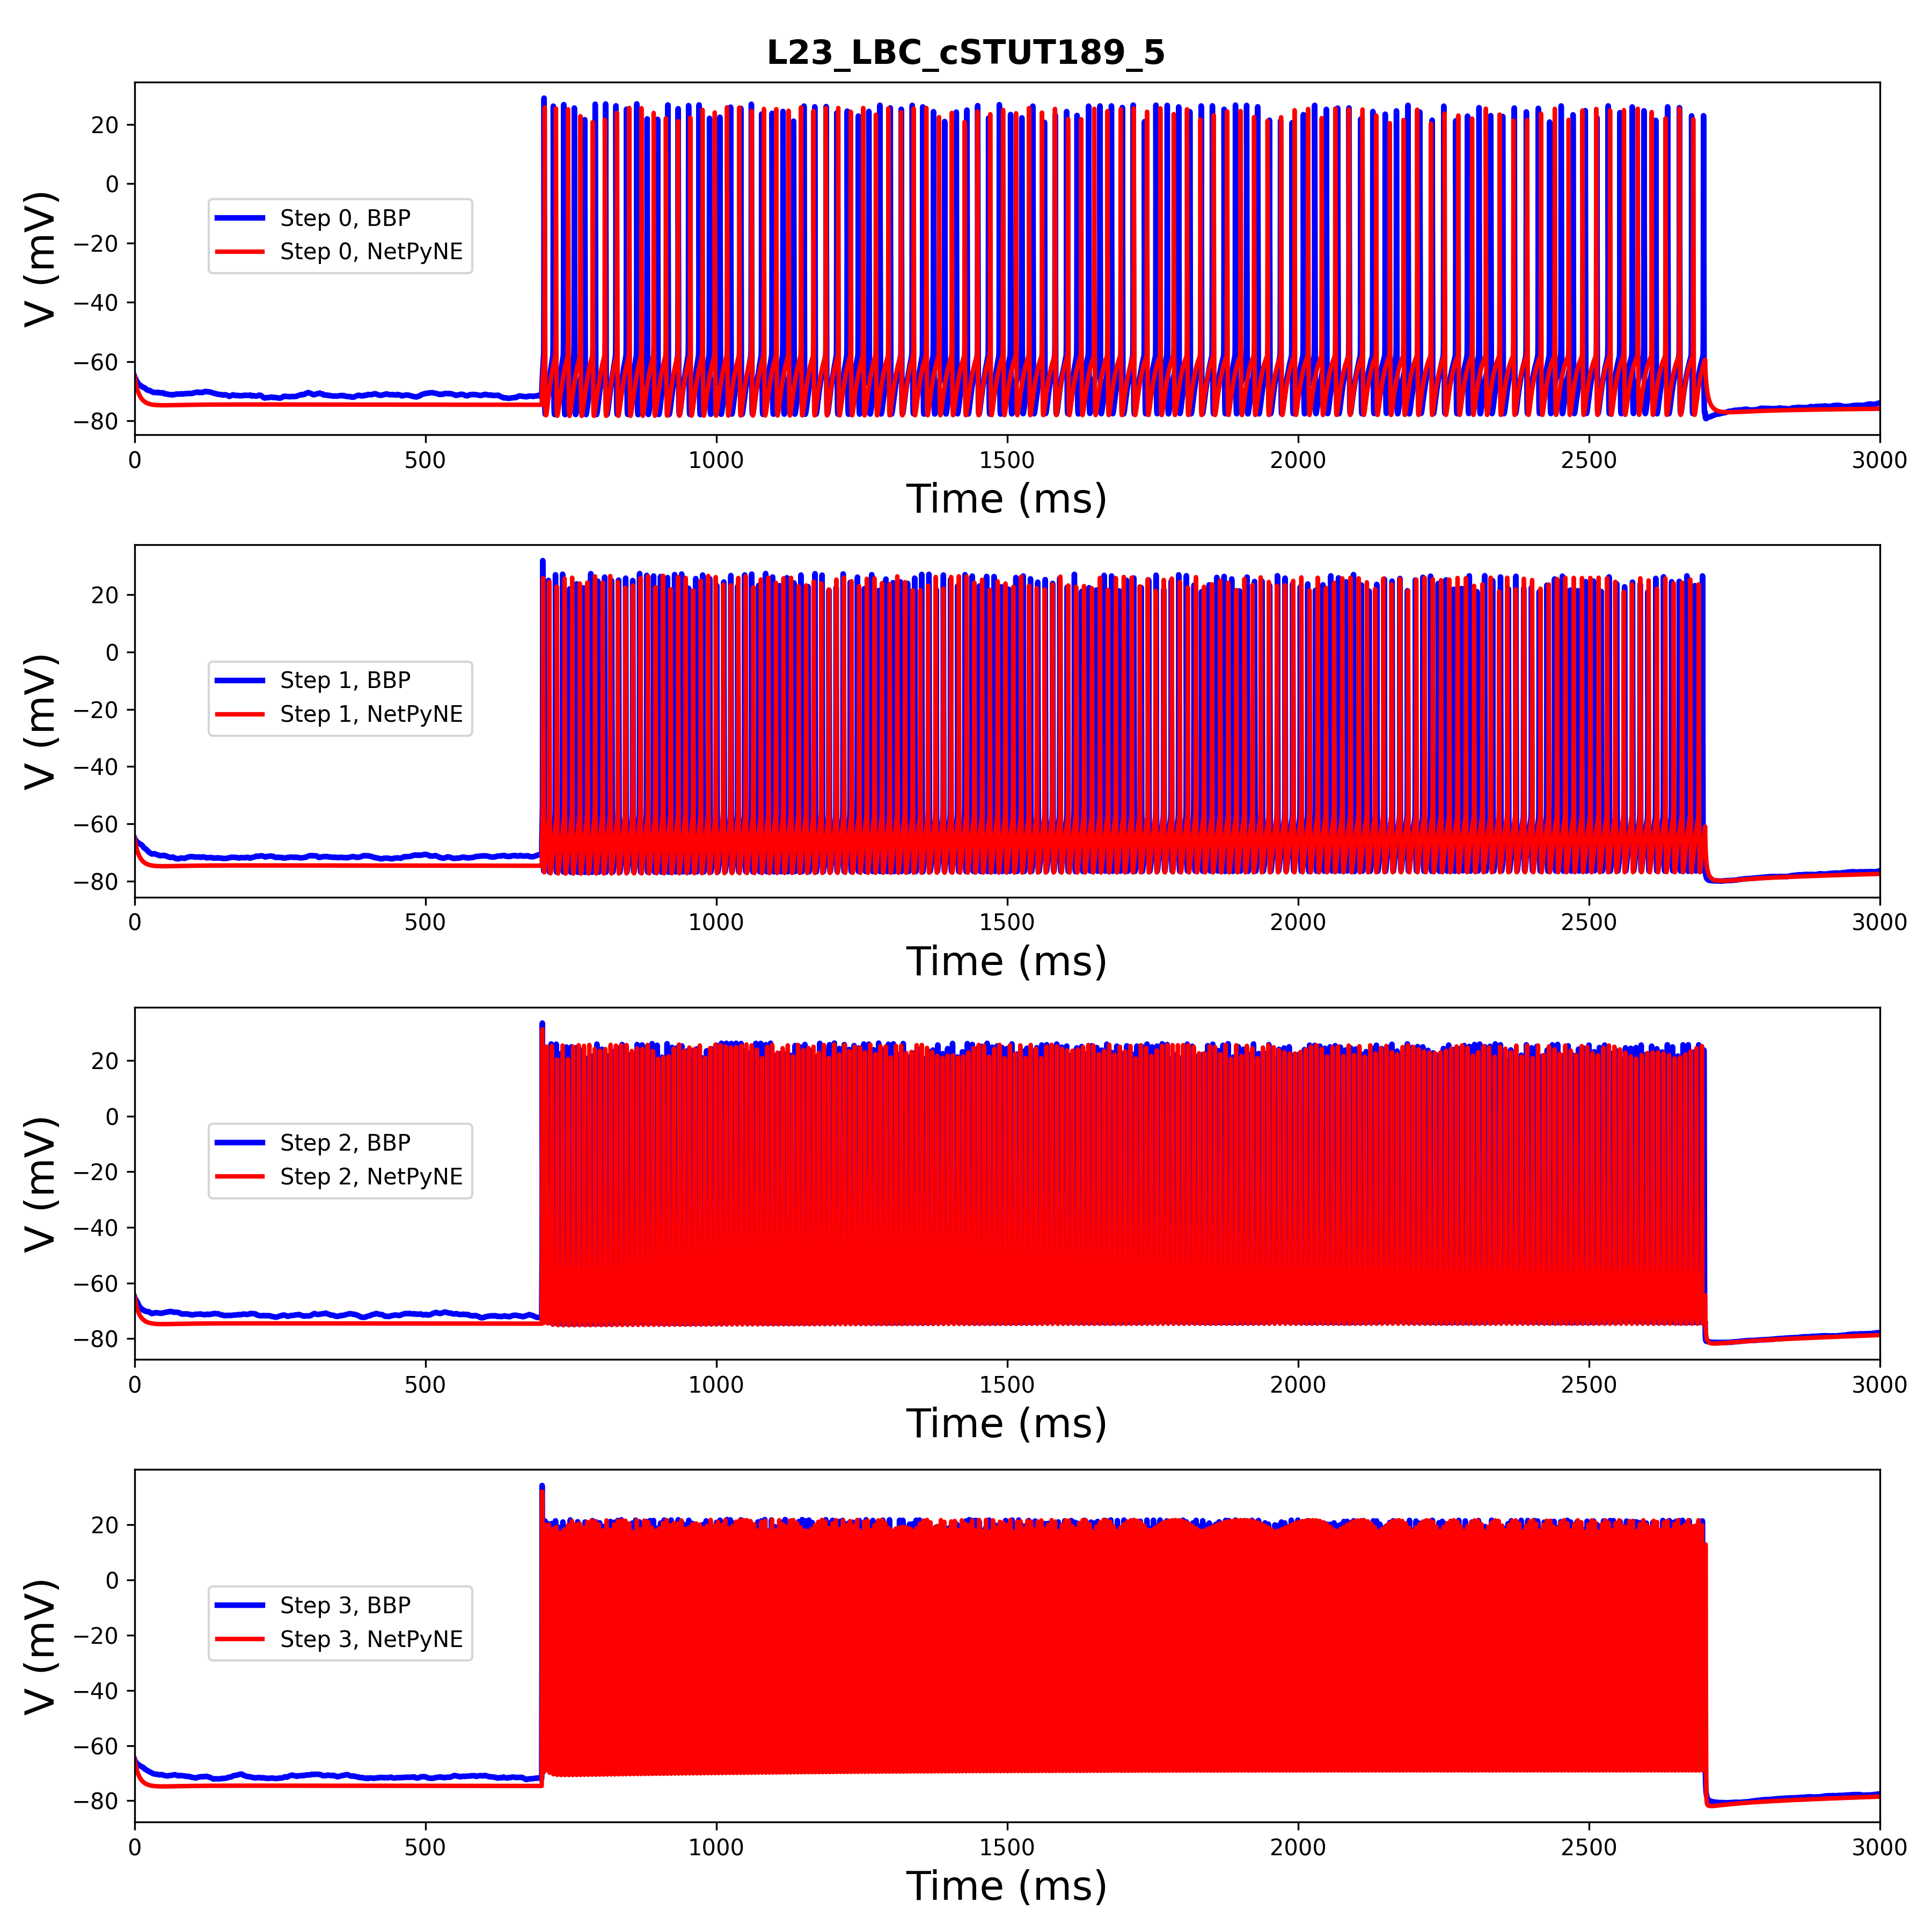 L23_LBC_cSTUT189_5
20
0
−20
−40
−60
−80
V (mV)
Step 0, BBP
Step 0, NetPyNE
0 500 1000 1500 2000 2500 3000
Time (ms)
20
0
−20
−40
−60
−80
V (mV)
Step 1, BBP
Step 1, NetPyNE
0 500 1000 1500 2000 2500 3000
Time (ms)
20
0
−20
−40
−60
−80
V (mV)
Step 2, BBP
Step 2, NetPyNE
0 500 1000 1500 2000 2500 3000
Time (ms)
20
0
−20
−40
−60
−80
V (mV)
Step 3, BBP
Step 3, NetPyNE
0 500 1000 1500 2000 2500 3000
Time (ms)